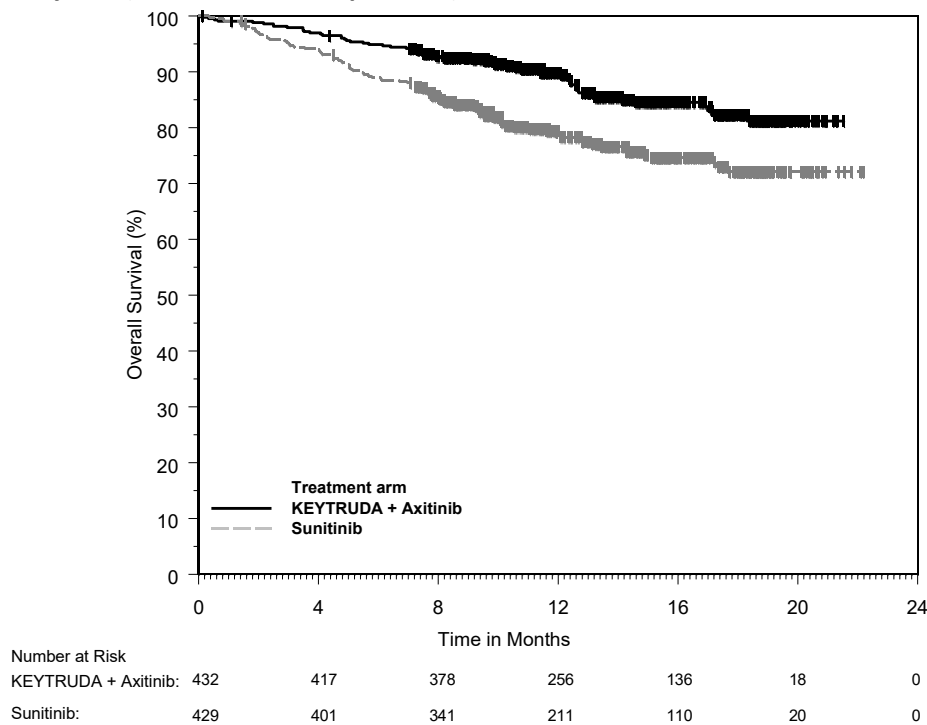 100
90
80
70
60
50
40
30
20
10
0
Overall Survival (%)
Treatment arm
KEYTRUDA + Axitinib
Sunitinib
0 4 8 12 16 20 24
Time in Months
Number at Risk
KEYTRUDA + Axitinib: 432 417 378 256 136 18 0
Sunitinib: 429 401 341 211 110 20 0